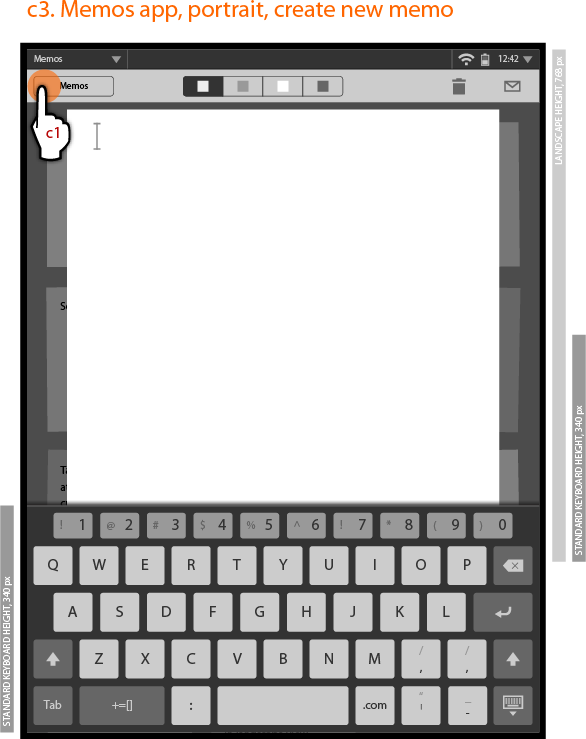 c3. Memos app, portrait, create new memo
Memos
12:42
Memos
c1
LANDSCAPE HEIGHT, 768 px
STANDARD KEYBOARD HEIGHT, 340 px
STANDARD KEYBOARD HEIGHT, 340 px
! 1 @ 2 # 3 $ 4 % 5 ^ 6 ! 7 * 8 ( 9 ) 0
Q W E R T Y U I O P
A S D F G H J K L
Z X C V B N M / , / ,
Tab +=[] : .com " ' _ -